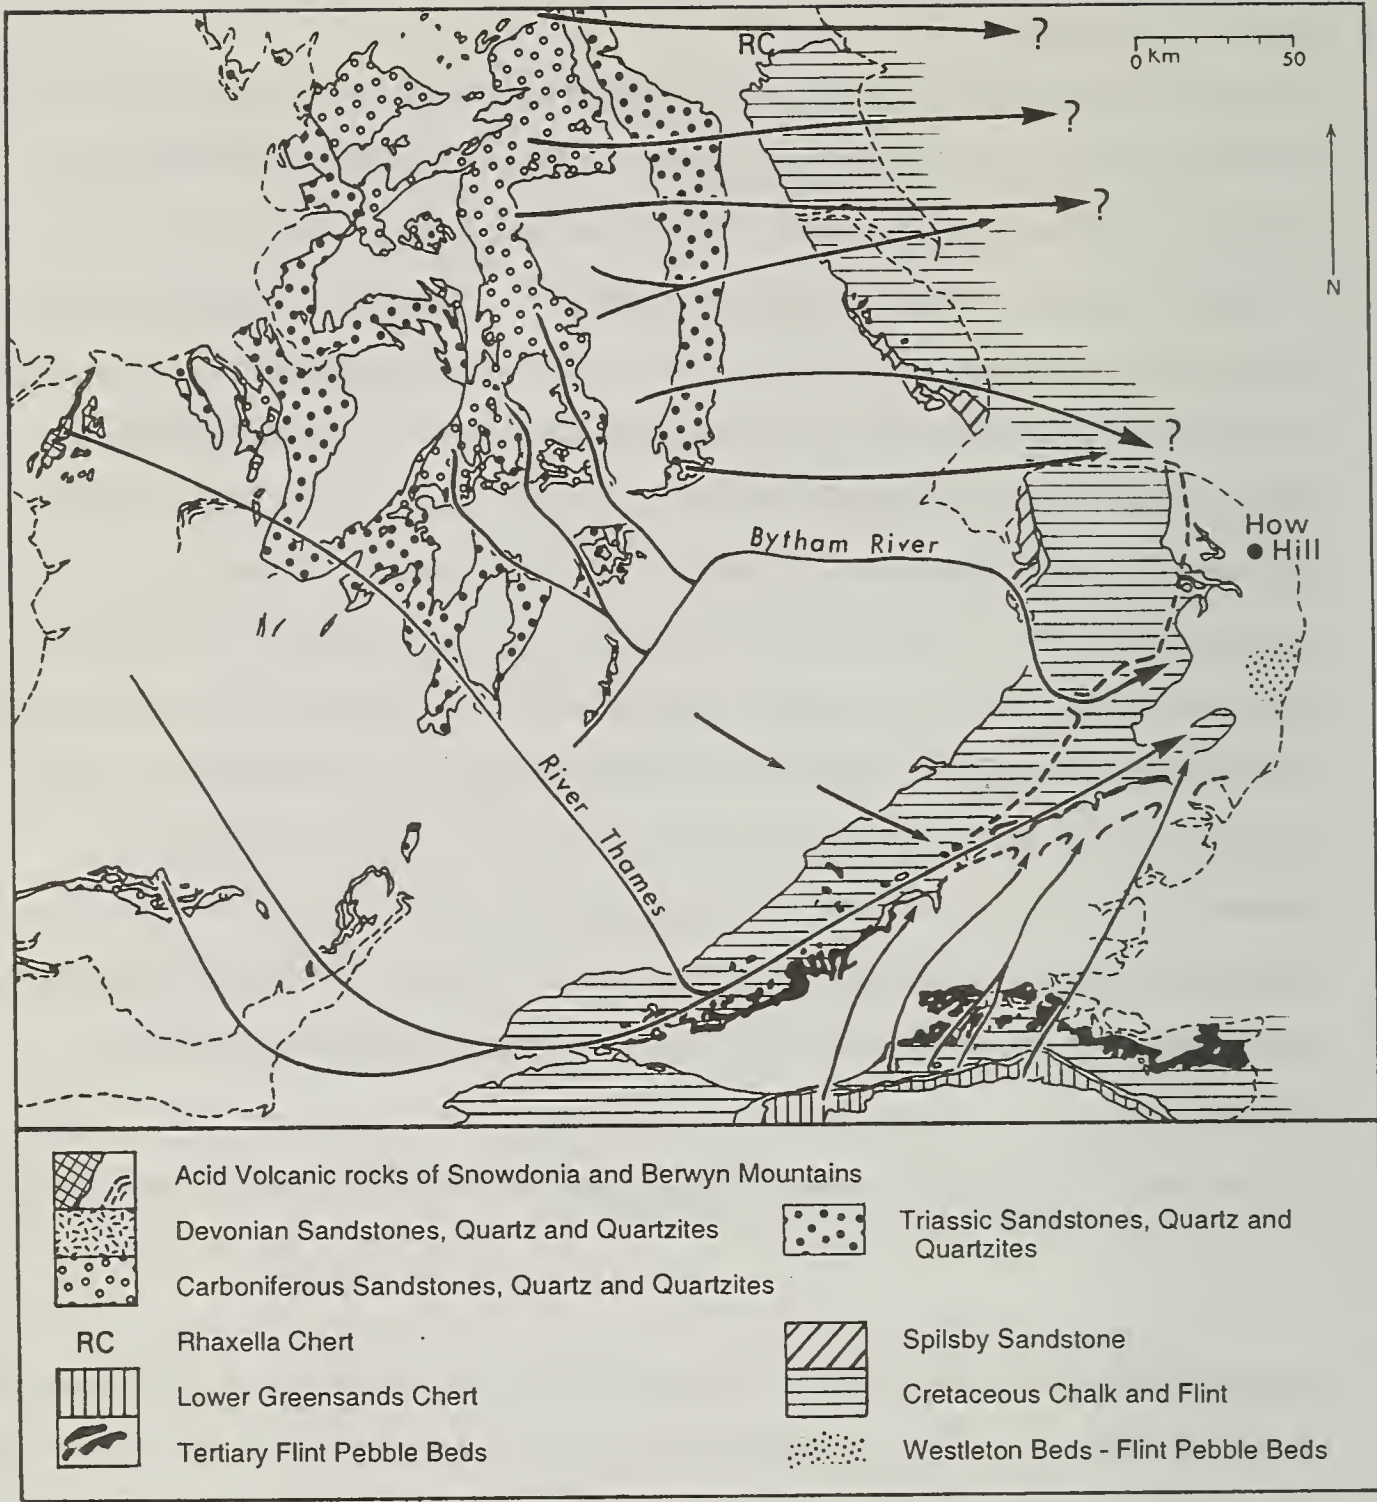 RC
?
0 Km 50
?
?
N
?
How
Hill
Bytham River
River Thames
Acid Volcanic rocks of Snowdonia and Berwyn Mountains
Devonian Sandstones, Quartz and Quartzites
Triassic Sandstones, Quartz and
Quartzites
Carboniferous Sandstones, Quartz and Quartzites
RC Rhaxella Chert
Spilsby Sandstone
Lower Greensands Chert
Cretaceous Chalk and Flint
Tertiary Flint Pebble Beds
Westleton Beds - Flint Pebble Beds